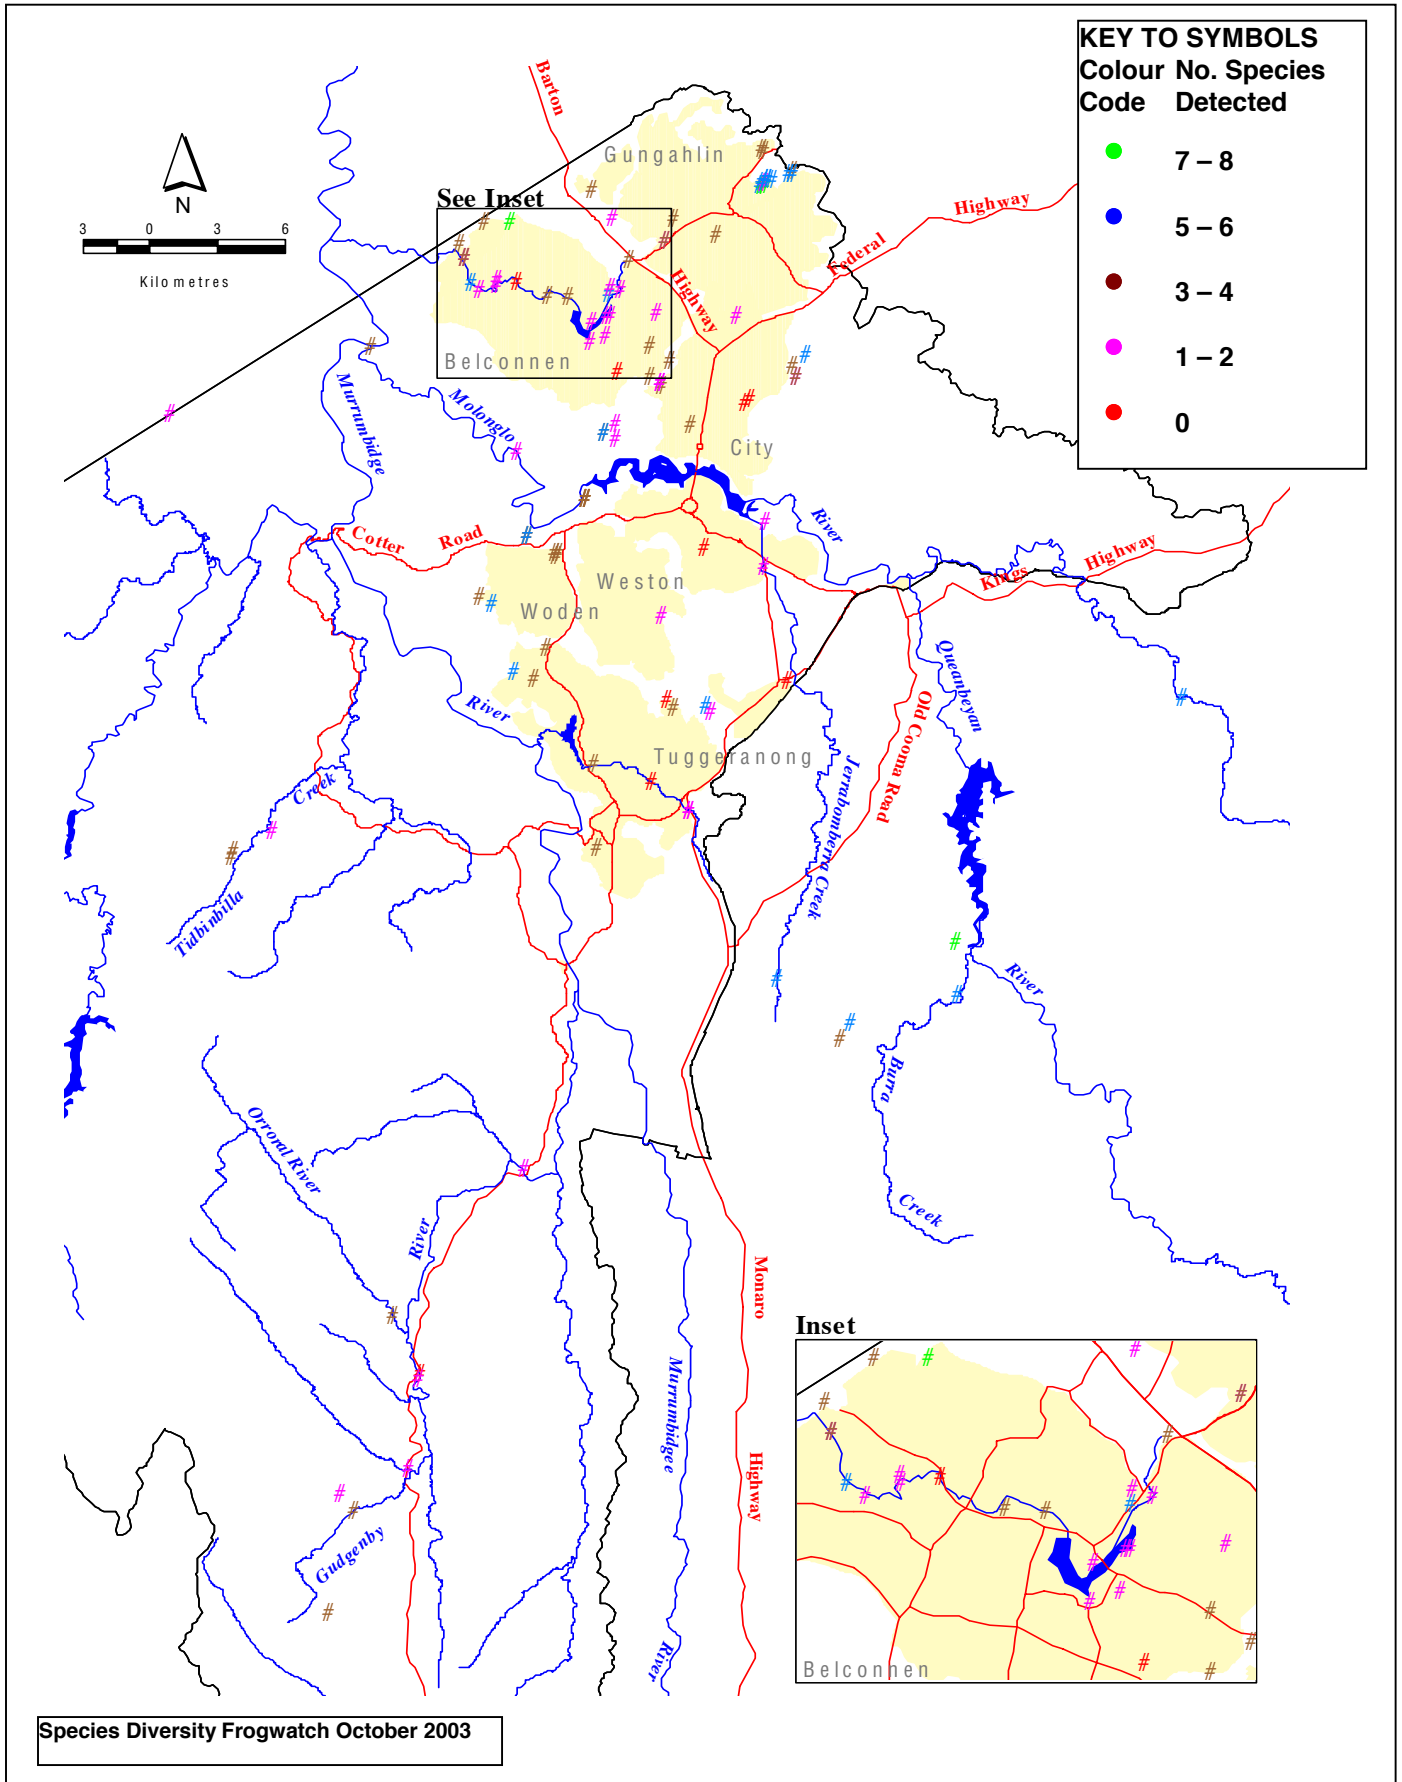 KEY TO SYMBOLS
Colour No. Species
Code Detected
7 – 8
5 – 6
3 – 4
1 – 2
0
N
3 0 3 6
Kilometres
Barton
Highway
Gungahlin
See Inset
Federal
Highway
Belconnen
Murrumbidge
Molonglo
City
River
Cotter Road
Kings
Highway
Weston
Woden
Queanbeyan
River
Old Cooma Road
Tuggeranong
Jerrabomberra Creek
Creek
Tidbinbilla
River
Burra
Creek
Orroral River
River
Monaro
Highway
Murrumbidgee
River
Gudgenby
Inset
Belconnen
Species Diversity Frogwatch October 2003